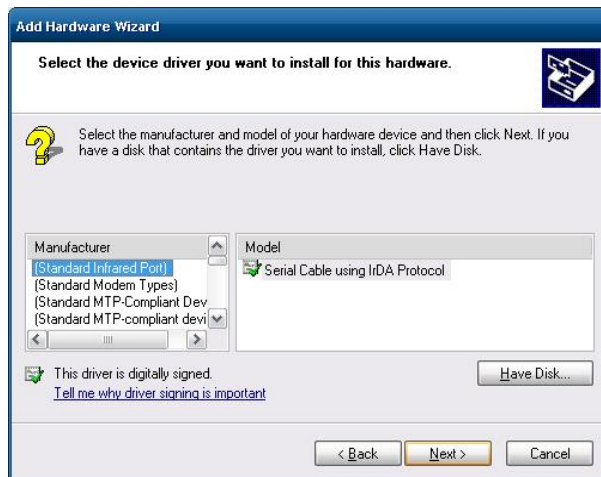 Add Hardware Wizard
Select the device driver you want to install for this hardware.
Select the manufacturer and model of your hardware device and then click Next. If you
have a disk that contains the driver you want to install, click Have Disk.
Manufacturer
(Standard Infrared Port)
(Standard Modem Types)
(Standard MTP-Compliant Dev
(Standard MTP-compliant devi
Model
Serial Cable using IrDA Protocol
This driver is digitally signed.
Tell me why driver signing is important
Have Disk...
< Back
Next >
Cancel